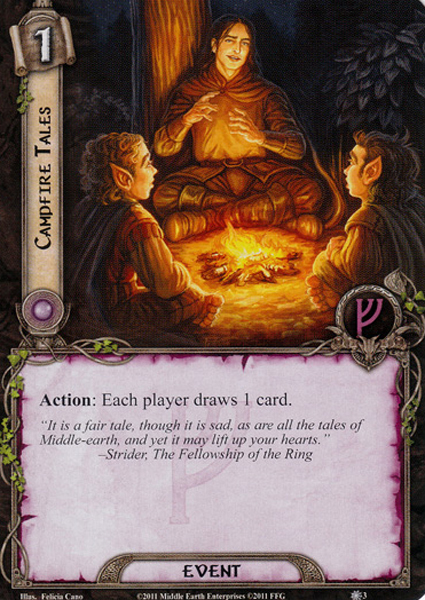 1
CAMPFIRE TALES
Action: Each player draws 1 card.
"It is a fair tale, though it is sad, as are all the tales of
Middle-earth, and yet it may lift up your hearts."
–Strider, The Fellowship of the Ring
EVENT
Illus. Felicia Cano ©2011 Middle Earth Enterprises ©2011 FFG 3